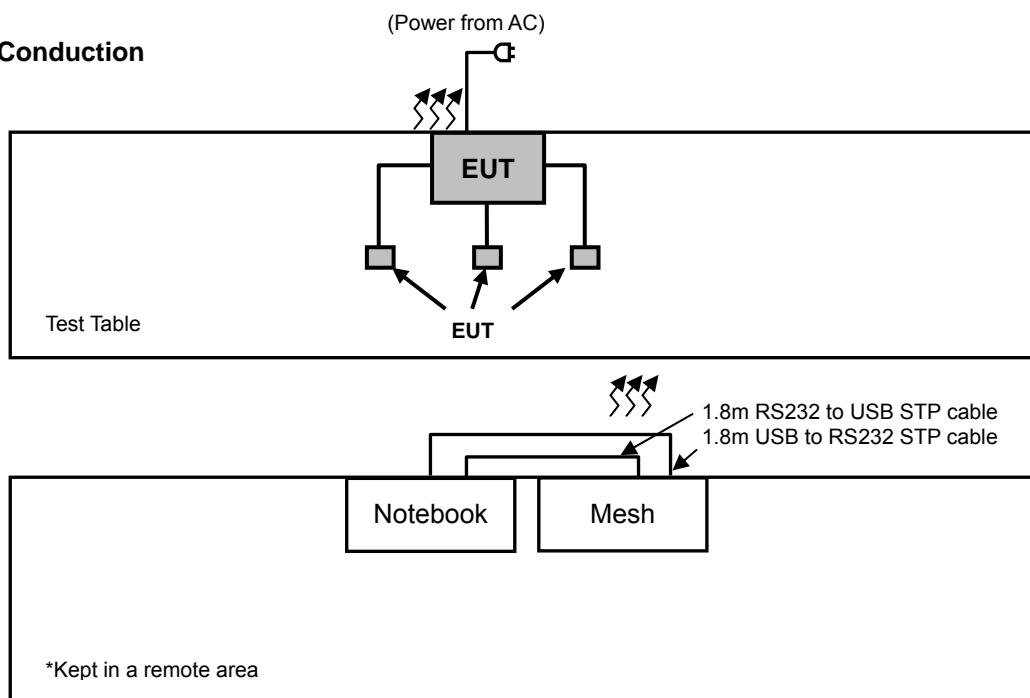 (Power from AC)
Conduction
EUT
EUT
Test Table
1.8m RS232 to USB STP cable
1.8m USB to RS232 STP cable
Notebook
Mesh
*Kept in a remote area